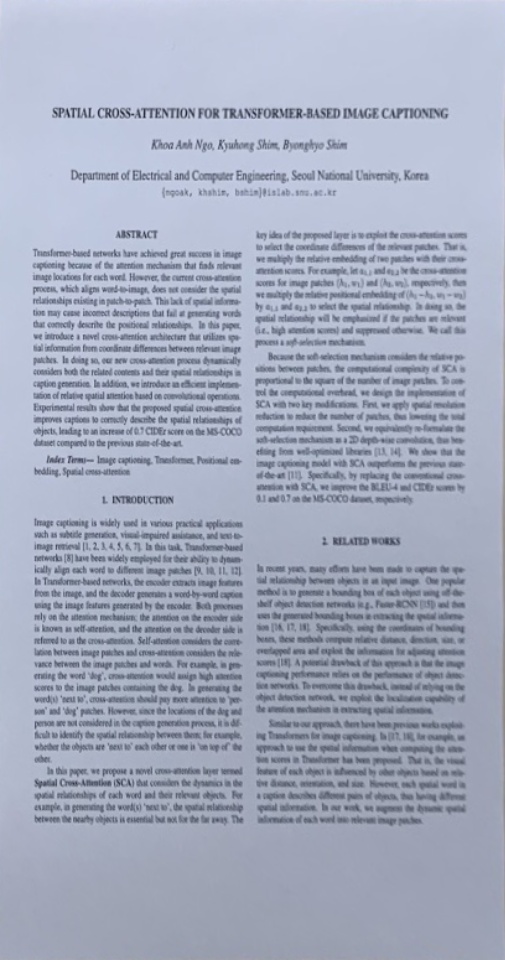 SPATIAL CROSS-ATTENTION FOR TRANSFORMER-BASED IMAGE CAPTIONING
Khoa Anh Ngo, Kyuhong Shim, Byonghyo Shim
Department of Electrical and Computer Engineering, Seoul National University, Korea
{ngoak, khshim, bshim}@islab.snu.ac.kr
ABSTRACT
Transformer-based networks have achieved great success in image
captioning because of the attention mechanism that finds relevant
image locations for each word. However, the current cross-attention
process, which aligns word-to-image, does not consider the spatial
relationships existing in patch-to-patch. This lack of spatial informa-
tion may cause incorrect descriptions that fail at generating words
that correctly describe the positional relationships. In this paper,
we introduce a novel cross-attention architecture that utilizes spa-
tial information from coordinate differences between relevant image
patches. In doing so, our new cross-attention process dynamically
considers both the related contents and their spatial relationships in
caption generation. In addition, we introduce an efficient implemen-
tation of relative spatial attention based on convolutional operations.
Experimental results show that the proposed spatial cross-attention
improves captions to correctly describe the spatial relationships of
objects, leading to an increase of 0.7 CIDEr score on the MS-COCO
dataset compared to the previous state-of-the-art.
Index Terms— Image captioning, Transformer, Positional em-
bedding, Spatial cross-attention
1. INTRODUCTION
Image captioning is widely used in various practical applications
such as subtitle generation, visual-impaired assistance, and text-to-
image retrieval [1, 2, 3, 4, 5, 6, 7]. In this task, Transformer-based
networks [8] have been widely employed for their ability to dynam-
ically align each word to different image patches [9, 10, 11, 12].
In Transformer-based networks, the encoder extracts image features
from the image, and the decoder generates a word-by-word caption
using the image features generated by the encoder. Both processes
rely on the attention mechanism; the attention on the encoder side
is known as self-attention, and the attention on the decoder side is
referred to as the cross-attention. Self-attention considers the corre-
lation between image patches and cross-attention considers the rele-
vance between the image patches and words. For example, in gen-
erating the word 'dog', cross-attention would assign high attention
scores to the image patches containing the dog. In generating the
word(s) 'next to', cross-attention should pay more attention to 'per-
son' and 'dog' patches. However, since the locations of the dog and
person are not considered in the caption generation process, it is dif-
ficult to identify the spatial relationship between them; for example,
whether the objects are 'next to' each other or one is 'on top of' the
other.
In this paper, we propose a novel cross-attention layer termed
Spatial Cross-Attention (SCA) that considers the dynamics in the
spatial relationships of each word and their relevant objects. For
example, in generating the word(s) 'next to', the spatial relationship
between the nearby objects is essential but not for the far away. The
key idea of the proposed layer is to exploit the cross-attention scores
to select the coordinate differences of the relevant patches. That is,
we multiply the relative embedding of two patches with their cross-
attention scores. For example, let be the cross-attention
scores for image patches respectively, then
we multiply the relative positional embedding of
by to select the spatial relationship. In doing so, the
spatial relationship will be emphasized if the patches are relevant
(i.e., high attention scores) and suppressed otherwise. We call this
process a soft-selection mechanism.
Because the soft-selection mechanism considers the relative po-
sitions between patches, the computational complexity of SCA is
proportional to the square of the number of image patches. To con-
trol the computational overhead, we design the implementation of
SCA with two key modifications. First, we apply spatial resolution
reduction to reduce the number of patches, thus lowering the total
computation requirement. Second, we equivalently re-formulate the
soft-selection mechanism as a 2D depth-wise convolution, thus ben-
efiting from well-optimized libraries [13, 14]. We show that the
image captioning model with SCA outperforms the previous state-
of-the-art [11]. Specifically, by replacing the conventional cross-
attention with SCA, we improve the BLEU-4 and CIDEr scores by
0.1 and 0.7 on the MS-COCO dataset, respectively.
2. RELATED WORKS
In recent years, many efforts have been made to capture the spa-
tial relationship between objects in an input image. One popular
method is to generate a bounding box of each object using off-the-
shelf object detection networks (e.g., Faster-RCNN [15]) and then
uses the generated bounding boxes in extracting the spatial informa-
tion [16, 17, 18]. Specifically, using the coordinates of bounding
boxes, these methods compute relative distance, direction, size, or
overlapped area and exploit the information for adjusting attention
scores [18]. A potential drawback of this approach is that the image
captioning performance relies on the performance of object detec-
tion networks. To overcome this drawback, instead of relying on the
object detection network, we exploit the localization capability of
the attention mechanism in extracting spatial information.
Similar to our approach, there have been previous works exploit-
ing Transformers for image captioning. In [17, 18], for example, an
approach to use the spatial information when computing the atten-
tion scores in Transformer has been proposed. That is, the visual
feature of each object is influenced by other objects based on rela-
tive distance, orientation, and size. However, each spatial word in
a caption describes different pairs of objects, thus having different
spatial information. In our work, we augment the dynamic spatial
information of each word into relevant image patches.